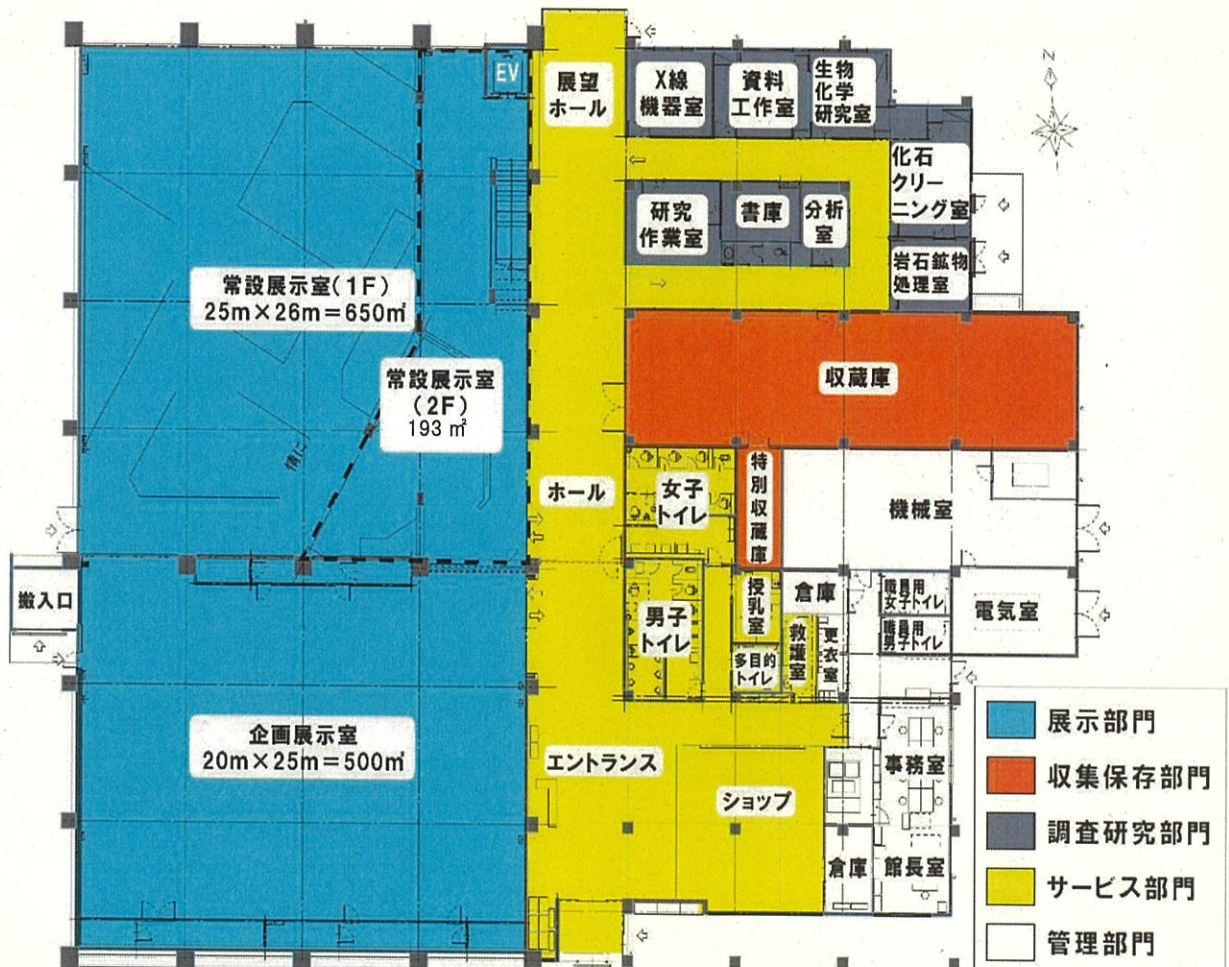 EV
展望
ホール
X線
機器室
資料
工作室
生物
化学
研究室
N
化石
クリー
ニング室
研究
作業室
書庫
分析
室
岩石鉱物
処理室
常設展示室(1F)
25m×26m=650㎡
常設展示室
(2F)
193 ㎡
収蔵庫
ホール
女子
トイレ
特別収蔵庫
機械室
搬入口
男子
トイレ
授乳室
倉庫
救護室
更衣室
多目的
トイレ
職員用
女子トイレ
職員用
男子トイレ
電気室
企画展示室
20m×25m=500㎡
エントランス
ショップ
事務室
倉庫
館長室
展示部門
収集保存部門
調査研究部門
サービス部門
管理部門